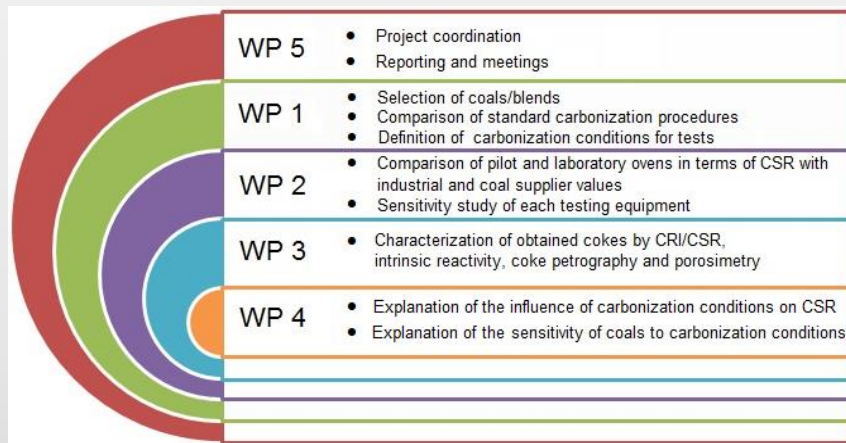 WP 5
● Project coordination
● Reporting and meetings
WP 1
● Selection of coals/blends
● Comparison of standard carbonization procedures
● Definition of carbonization conditions for tests
WP 2
● Comparison of pilot and laboratory ovens in terms of CSR with
industrial and coal supplier values
● Sensitivity study of each testing equipment
WP 3
● Characterization of obtained cokes by CRI/CSR,
intrinsic reactivity, coke petrography and porosimetry
WP 4
● Explanation of the influence of carbonization conditions on CSR
● Explanation of the sensitivity of coals to carbonization conditions